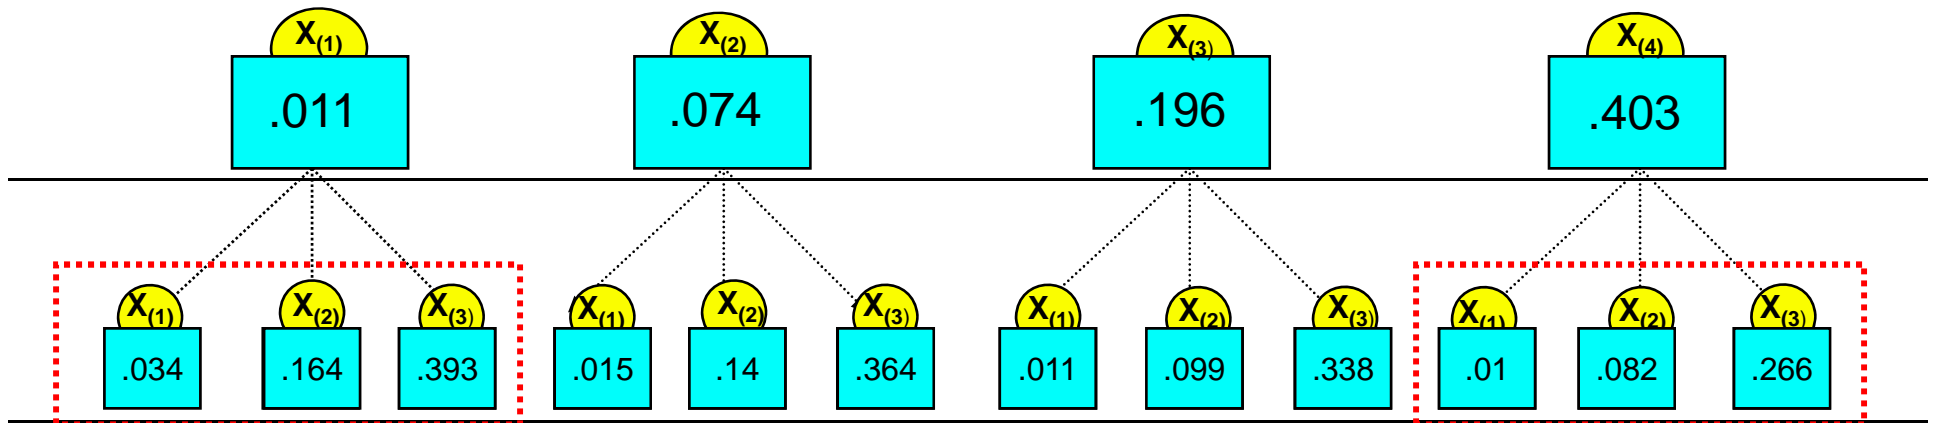 X(1) X(2) X(3) X(4)
.011 .074 .196 .403
X(1) X(2) X(3) X(1) X(2) X(3) X(1) X(2) X(3) X(1) X(2) X(3)
.034 .164 .393 .015 .14 .364 .011 .099 .338 .01 .082 .266